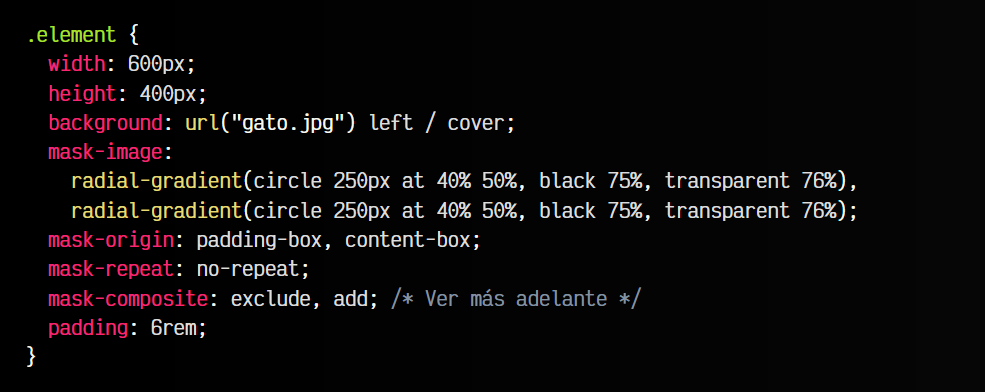 .element {
  width: 600px;
  height: 400px;
  background: url("gato.jpg") left / cover;
  mask-image:
    radial-gradient(circle 250px at 40% 50%, black 75%, transparent 76%),
    radial-gradient(circle 250px at 40% 50%, black 75%, transparent 76%);
  mask-origin: padding-box, content-box;
  mask-repeat: no-repeat;
  mask-composite: exclude, add; /* Ver más adelante */
  padding: 6rem;
}